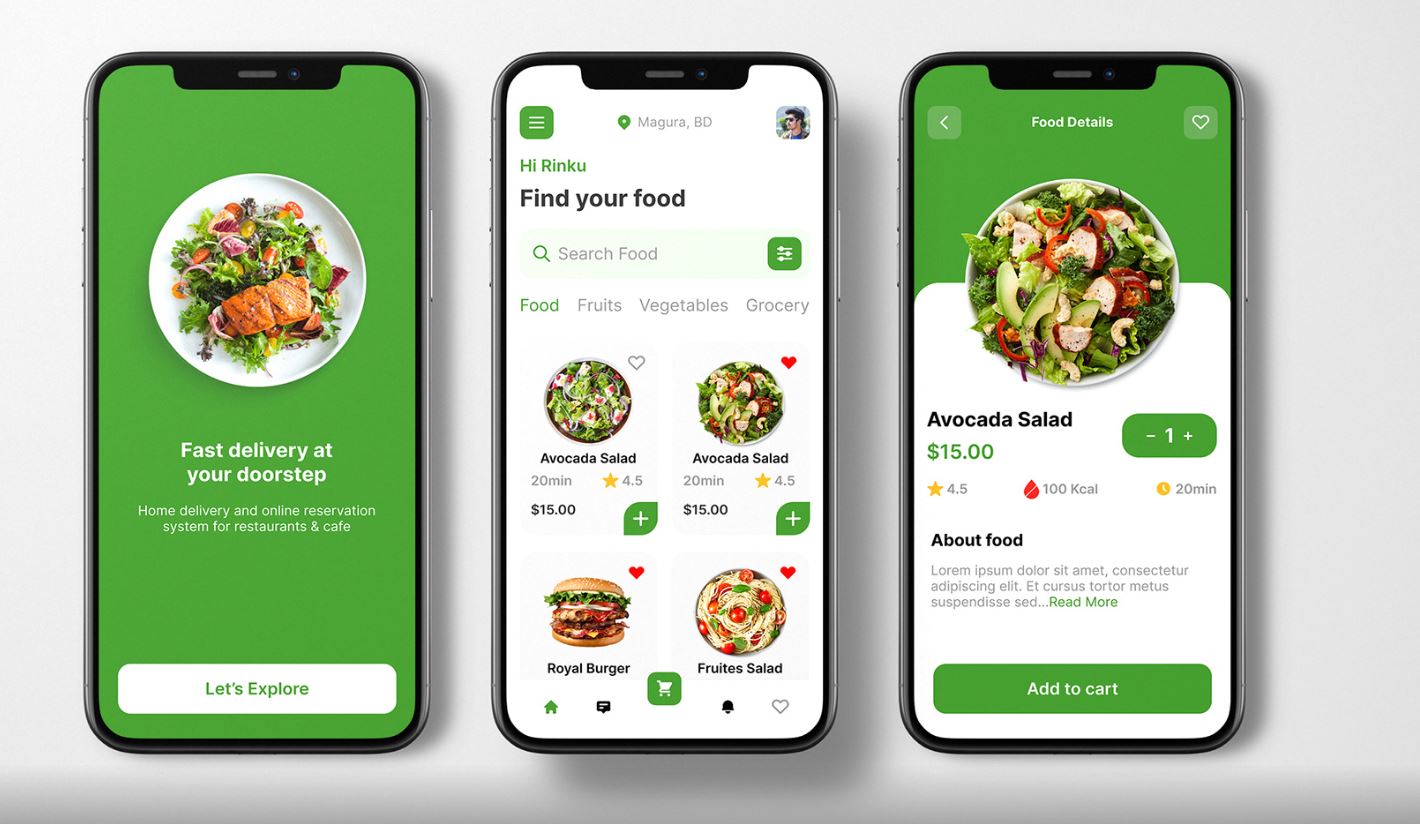 Fast delivery at
your doorstep
Home delivery and online reservation
system for restaurants & cafe
Let's Explore
Magura, BD
Hi Rinku
Find your food
Search Food
Food Fruits Vegetables Grocery
Avocada Salad
20min 4.5
$15.00 +
Avocada Salad
20min 4.5
$15.00 +
Royal Burger
Fruites Salad
Food Details
Avocada Salad
$15.00
- 1 +
4.5 100 Kcal 20min
About food
Lorem ipsum dolor sit amet, consectetur
adipiscing elit. Et cursus tortor metus
suspendisse sed...Read More
Add to cart